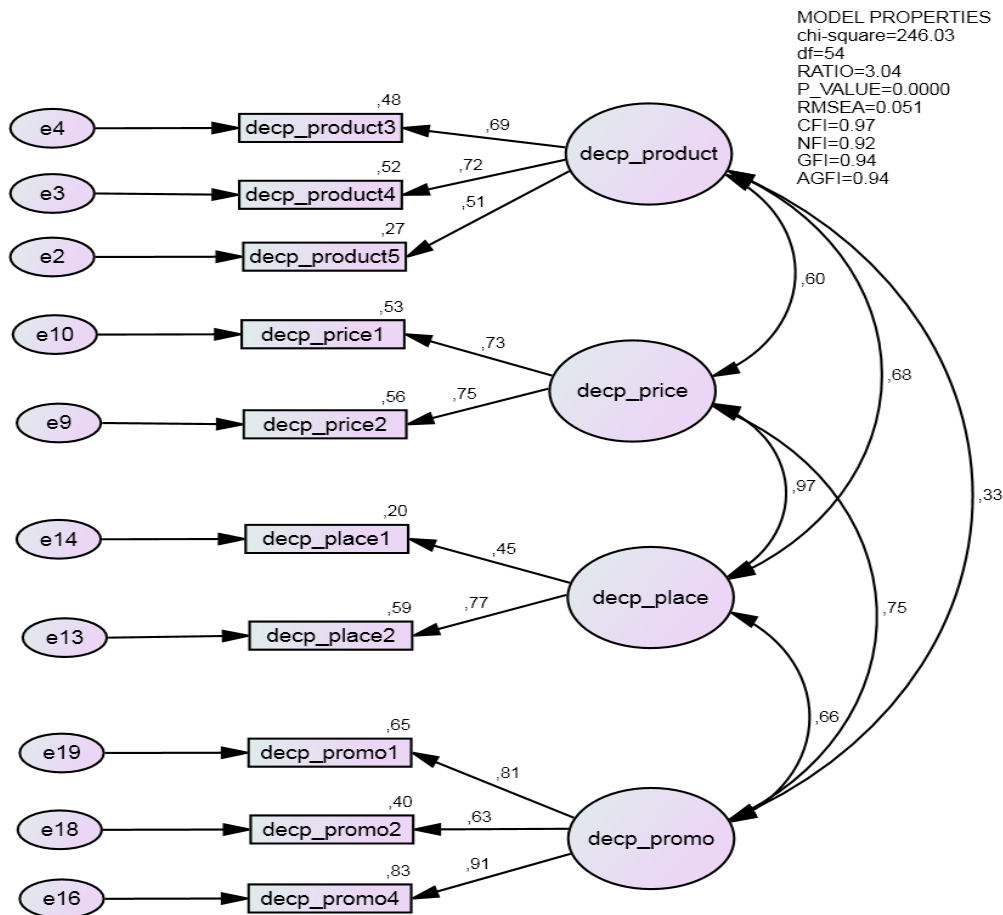 MODEL PROPERTIES
chi-square=246.03
df=54
RATIO=3.04
P_VALUE=0.0000
RMSEA=0.051
CFI=0.97
NFI=0.92
GFI=0.94
AGFI=0.94
,48
e4
decp_product3
,69
decp_product
,52
,72
e3
decp_product4
,51
,27
e2
decp_product5
,60
,53
e10
decp_price1
,73
,68
decp_price
,56
,75
e9
decp_price2
,97
,33
,20
e14
decp_place1
,45
decp_place
,59
,77
,75
e13
decp_place2
,66
,65
e19
decp_promo1
,81
,40
,63
e18
decp_promo2
decp_promo
,83
,91
e16
decp_promo4